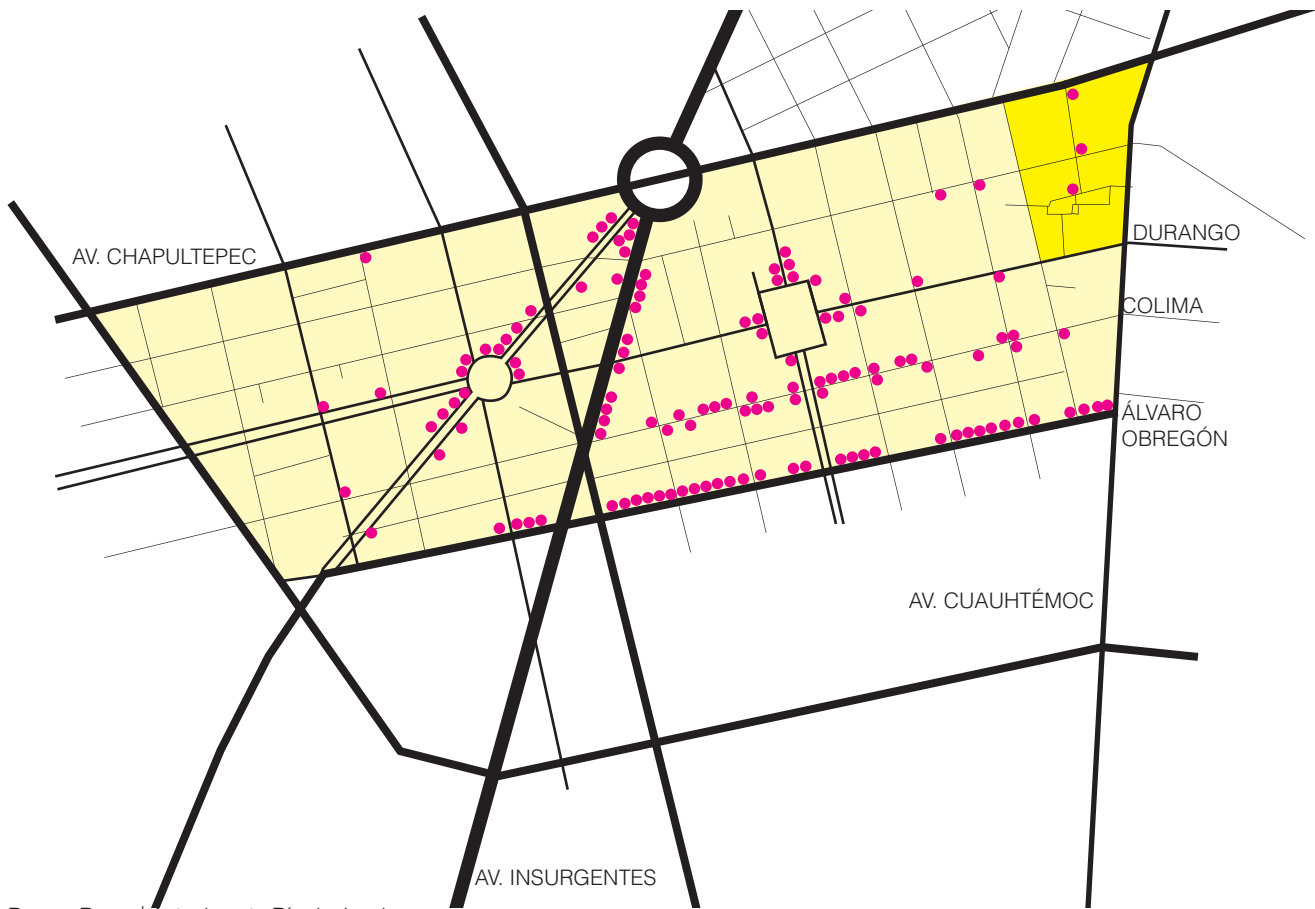 AV. CHAPULTEPEC
DURANGO
COLIMA
ÁLVARO
OBREGÓN
AV. CUAUHTÉMOC
AV. INSURGENTES